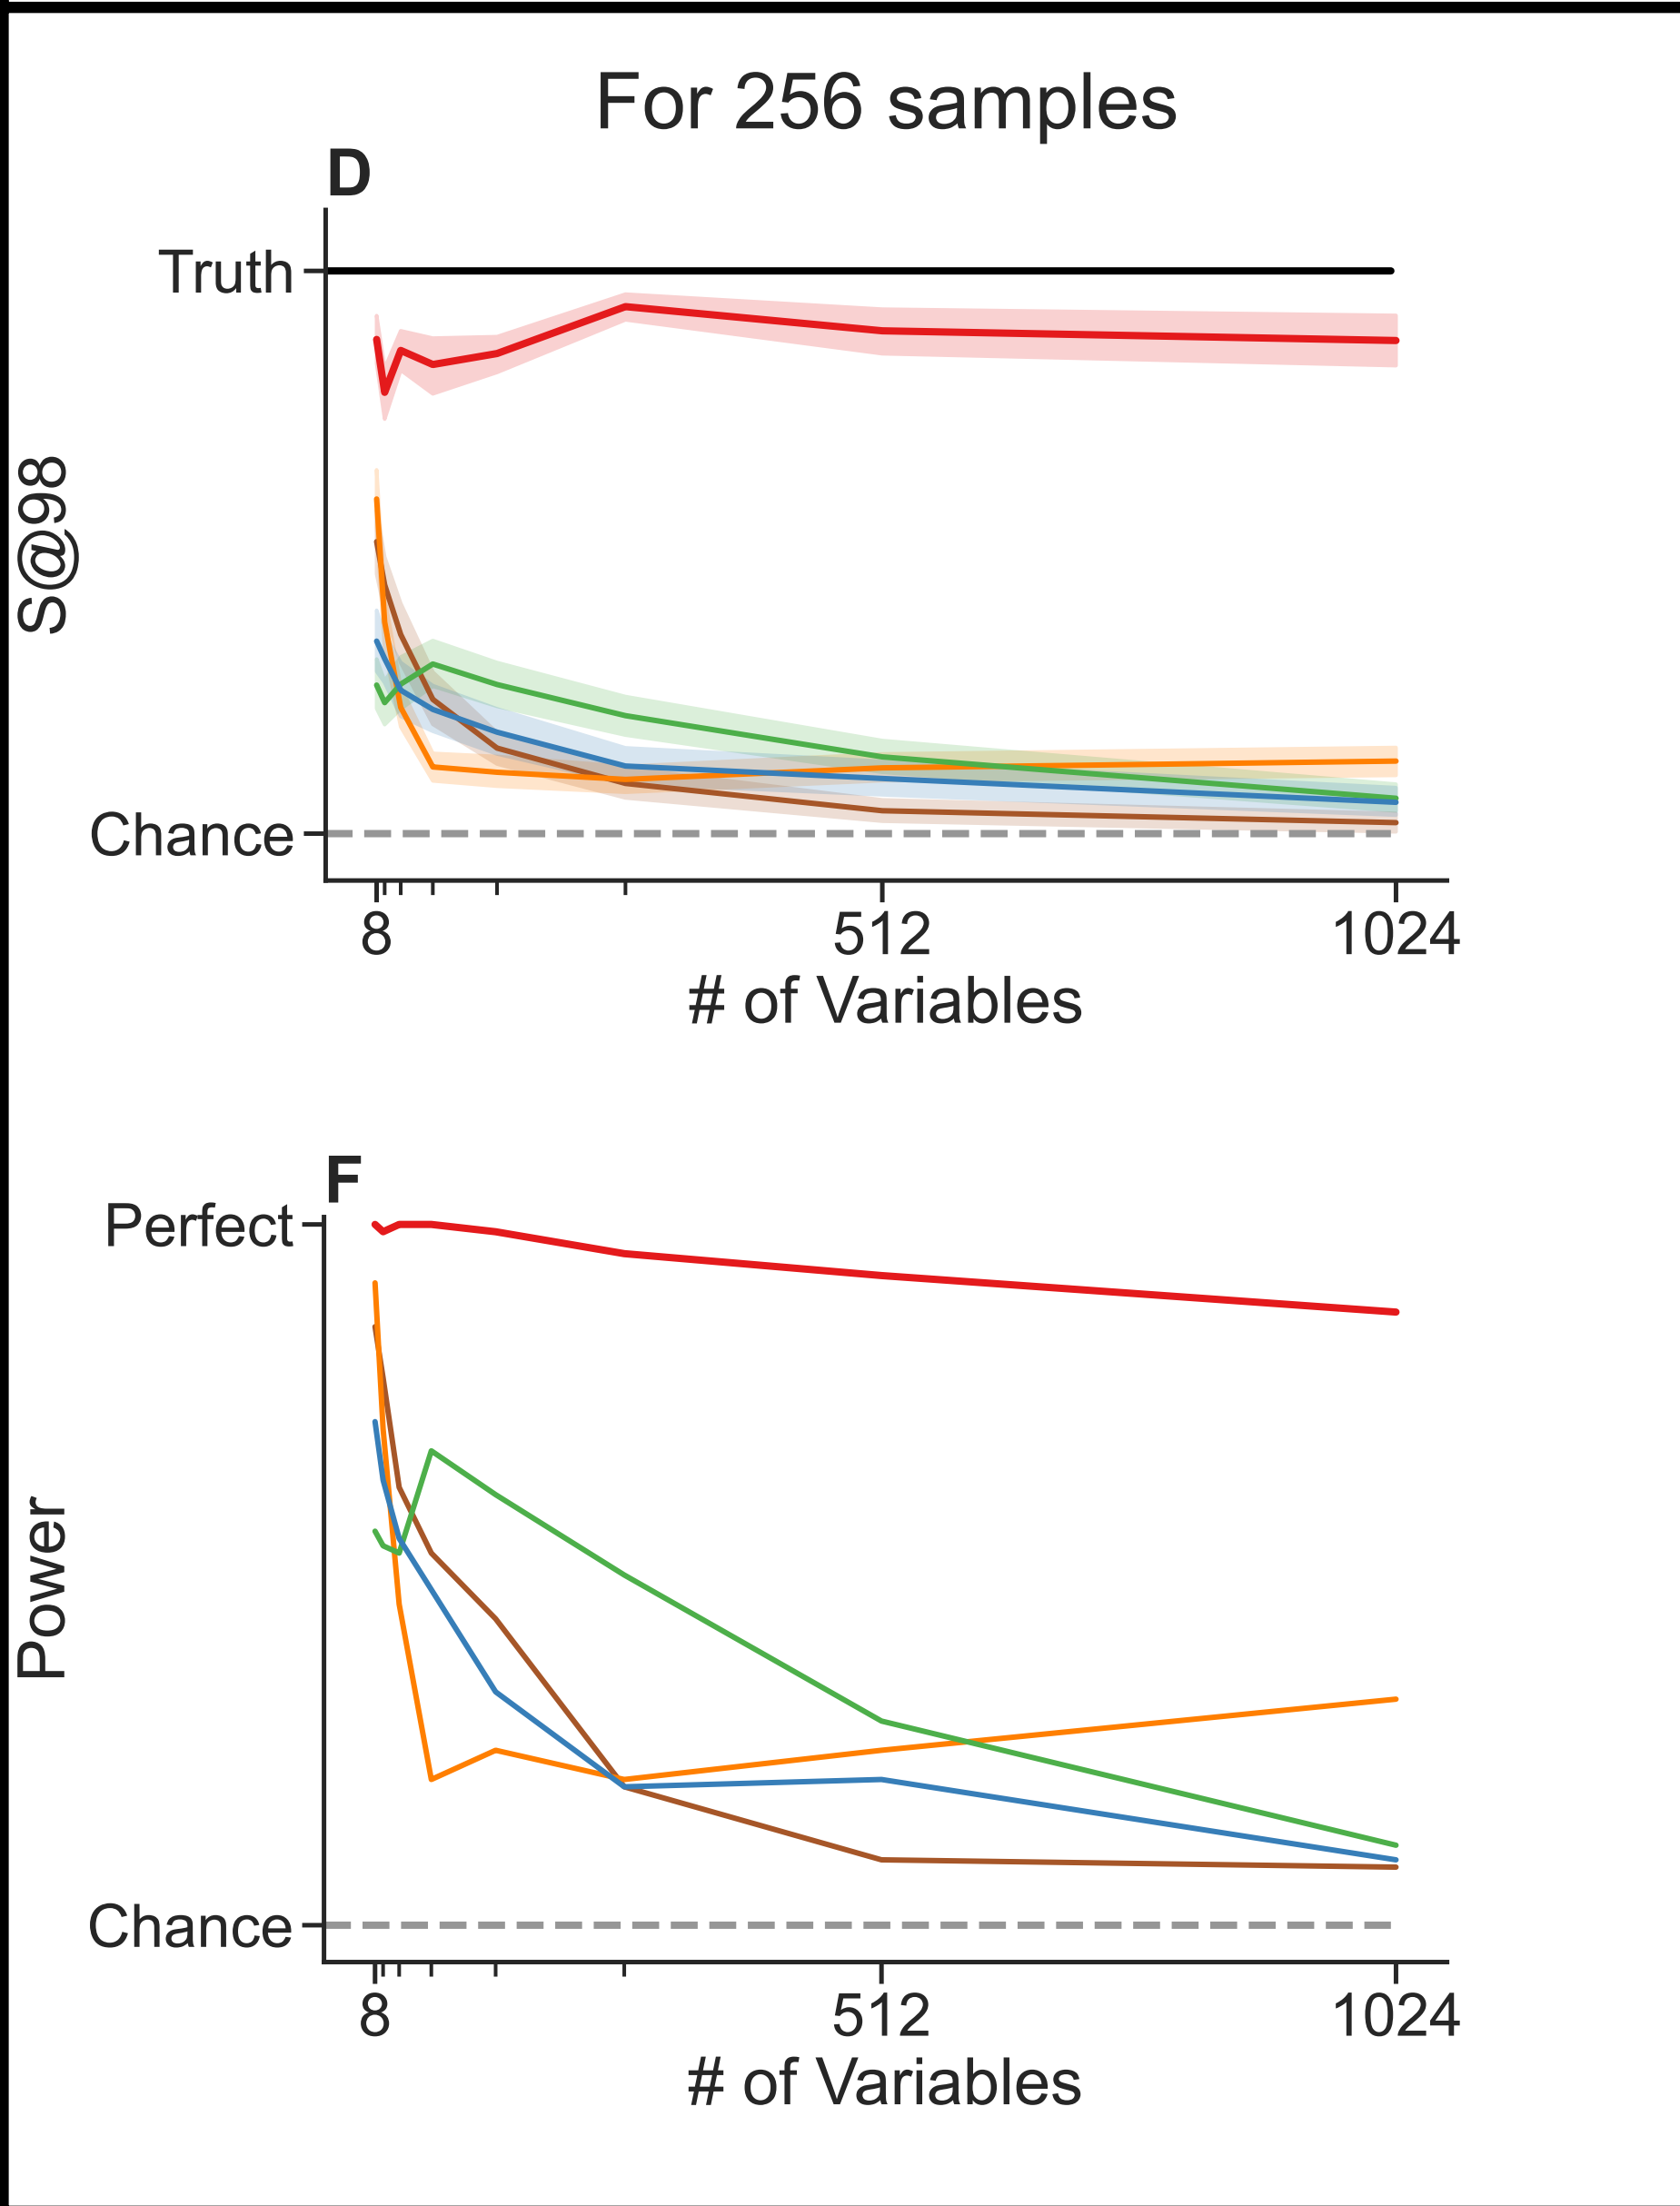 For 256 samples
D
Truth
S@98
Chance
8 512 1024
# of Variables
F
Perfect
Power
Chance
8 512 1024
# of Variables